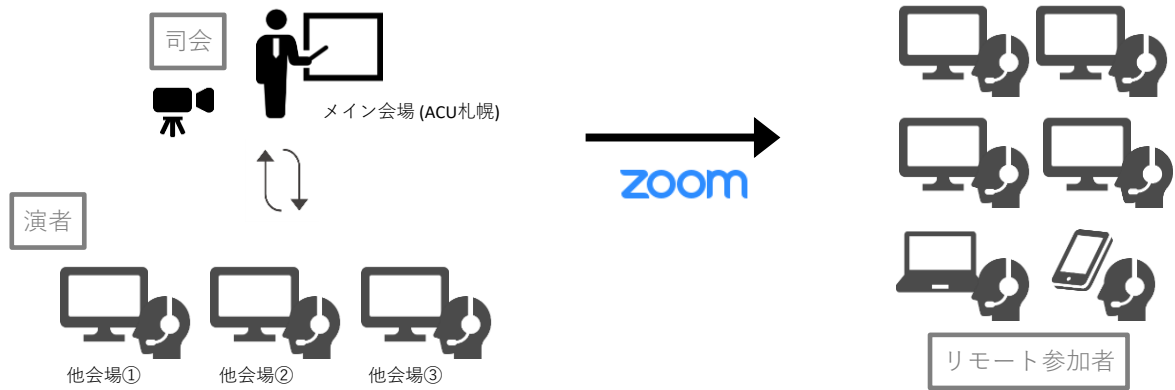 司会
メイン会場 (ACU札幌)
演者
他会場①
他会場②
他会場③
zoom
リモート参加者